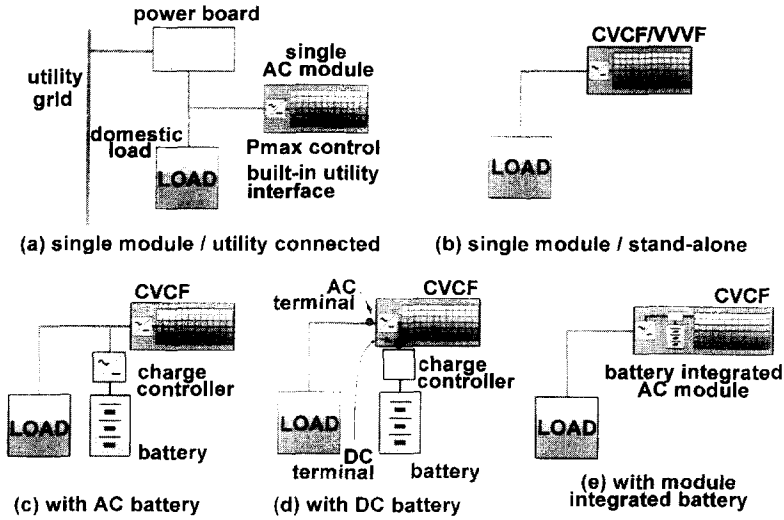 power board
utility
grid
single
AC module
domestic
load
LOAD
Pmax control
built-in utility
interface
(a) single module / utility connected
CVCF/VVVF
LOAD
(b) single module / stand-alone
CVCF
charge
controller
LOAD
battery
(c) with AC battery
AC
terminal
CVCF
charge
controller
LOAD
DC
terminal
battery
(d) with DC battery
CVCF
battery integrated
AC module
LOAD
(e) with module
integrated battery